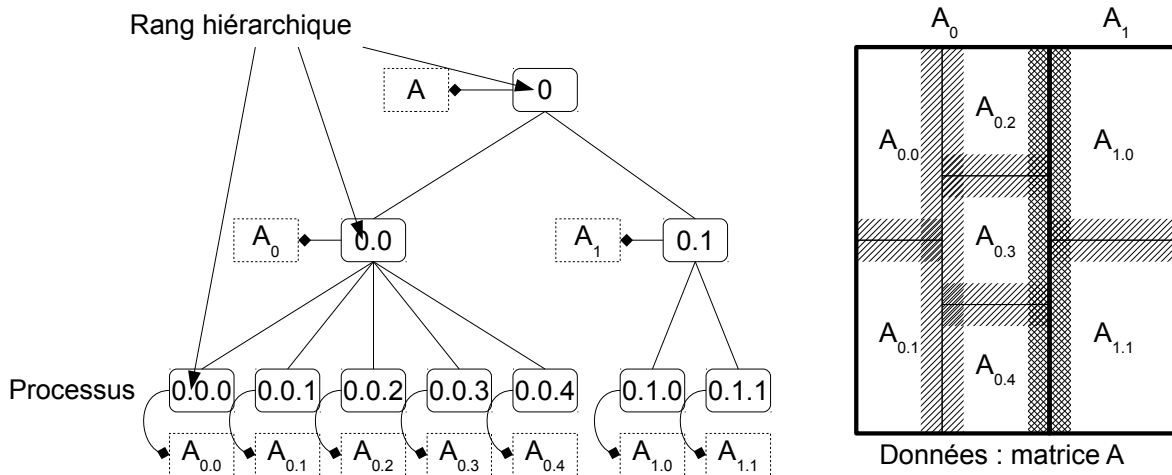 Rang hiérarchique
A
0
A0
0.0
A1
0.1
Processus
0.0.0
0.0.1
0.0.2
0.0.3
0.0.4
0.1.0
0.1.1
A0.0
A0.1
A0.2
A0.3
A0.4
A1.0
A1.1
A0
A1
A0.0
A0.2
A1.0
A0.3
A0.1
A1.1
A0.4
Données : matrice A